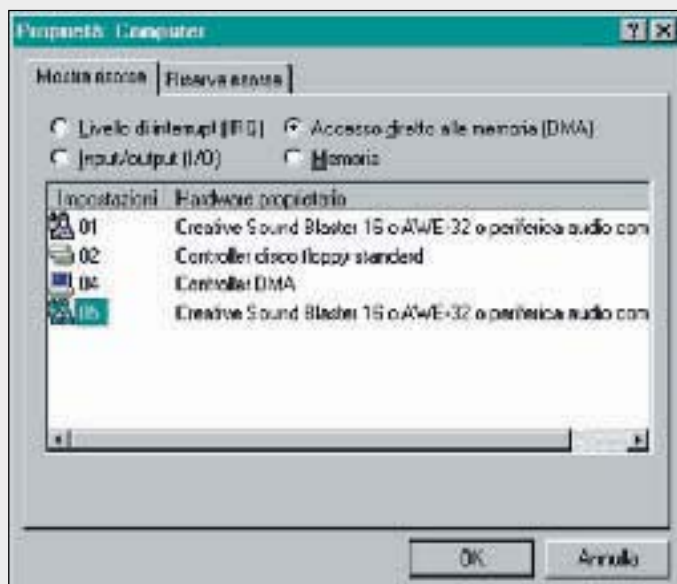 Proprietà: Computer
Mostra risorse
Riserva risorse
Livello di interrupt (IRQ)
Accesso diretto alle memoria (DMA)
Input/output (I/O)
Memoria
Impostazioni Hardware proprietario
01 Creative Sound Blaster 16 o AWE-32 o periferica audio com
02 Controller disco floppy standard
04 Controller DMA
05 Creative Sound Blaster 16 o AWE-32 o periferica audio com
OK
Annulla